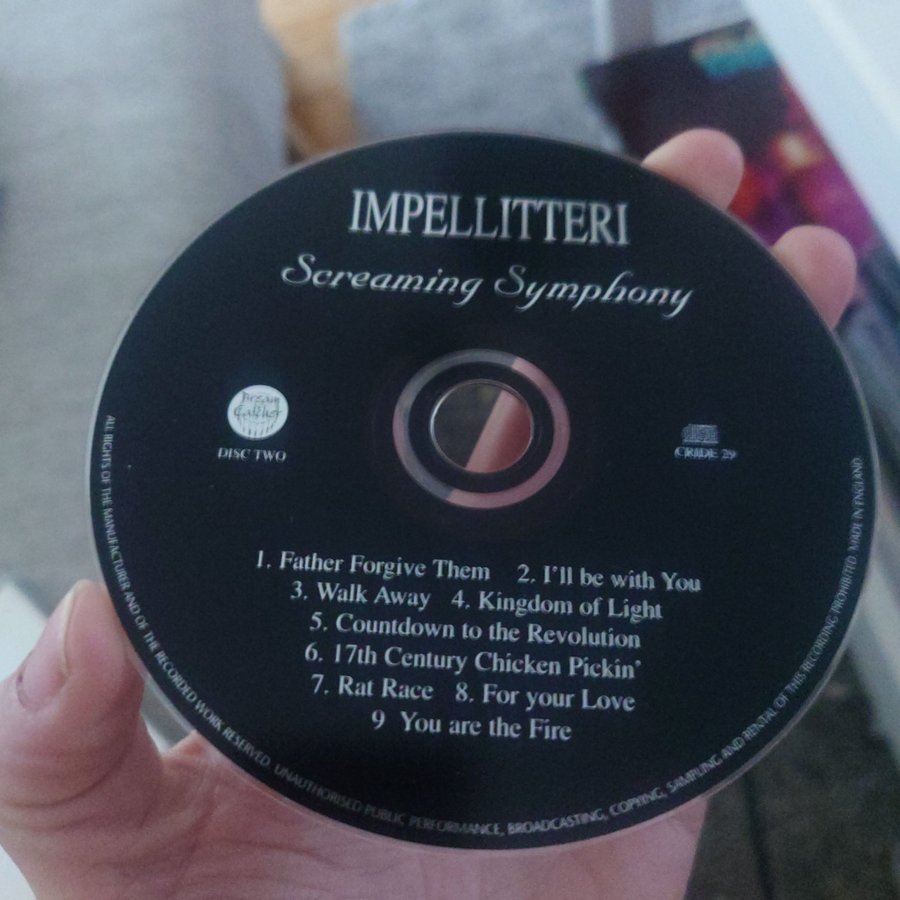 IMPELLITTERI
Screaming Symphony
Dream
Catcher
DISC TWO
CRIDE 29
1. Father Forgive Them 2. I'll be with You
3. Walk Away 4. Kingdom of Light
5. Countdown to the Revolution
6. 17th Century Chicken Pickin'
7. Rat Race 8. For your Love
9 You are the Fire
ALL RIGHTS OF THE MANUFACTURER AND OF THE RECORDED WORK RESERVED. UNAUTHORISED PUBLIC PERFORMANCE, BROADCASTING, COPYING, SAMPLING AND RENTAL OF THIS RECORDING PROHIBITED. MADE IN ENGLAND.